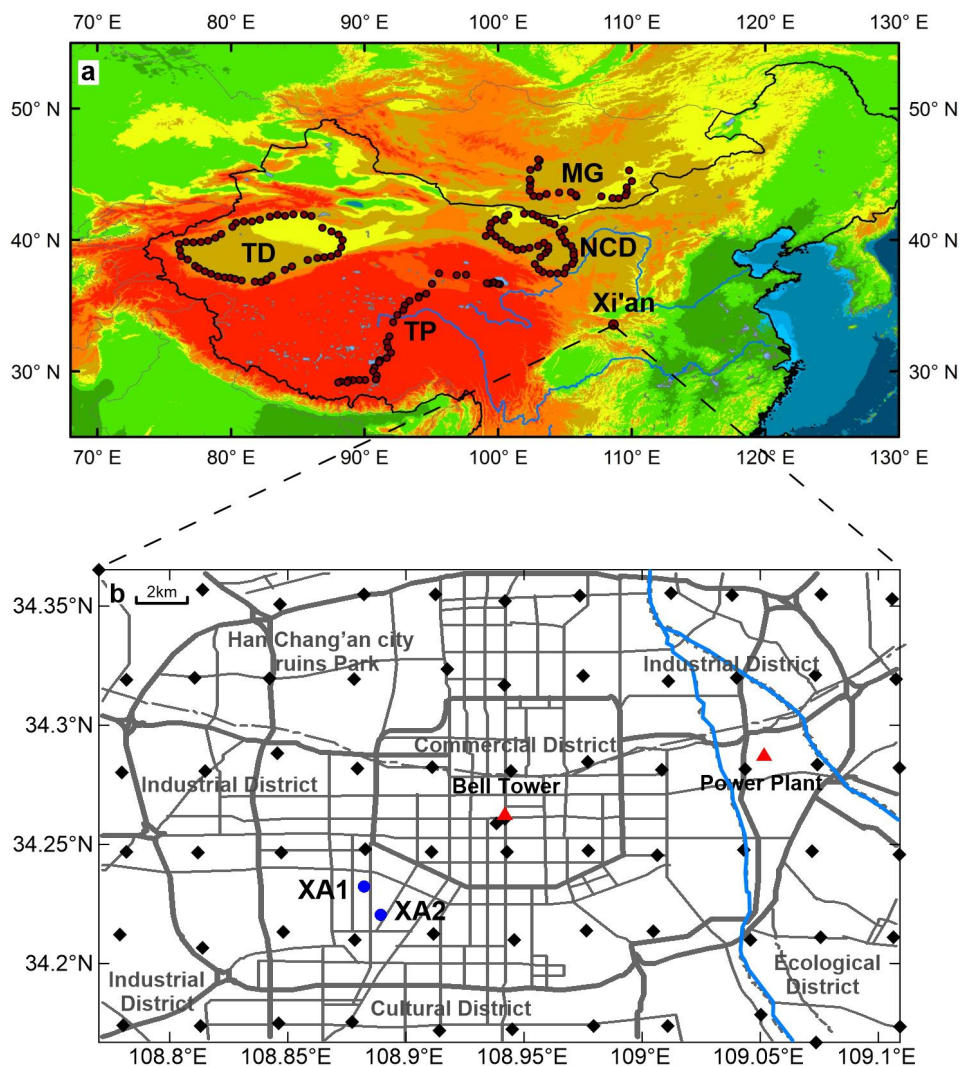 70° E 80° E 90° E 100° E 110° E 120° E 130° E
a
50° N 50° N
MG
40° N 40° N
TD NCD
Xi'an
TP
30° N 30° N
70° E 80° E 90° E 100° E 110° E 120° E 130° E
b
2km
34.35°N
Han Chang'an city
ruins Park
Industrial District
34.3°N
Commercial District
Industrial District
Bell Tower
Power Plant
34.25°N
XA1
XA2
34.2°N
Industrial
District
Cultural District
Ecological
District
108.8°E 108.85°E 108.9°E 108.95°E 109°E 109.05°E 109.1°E